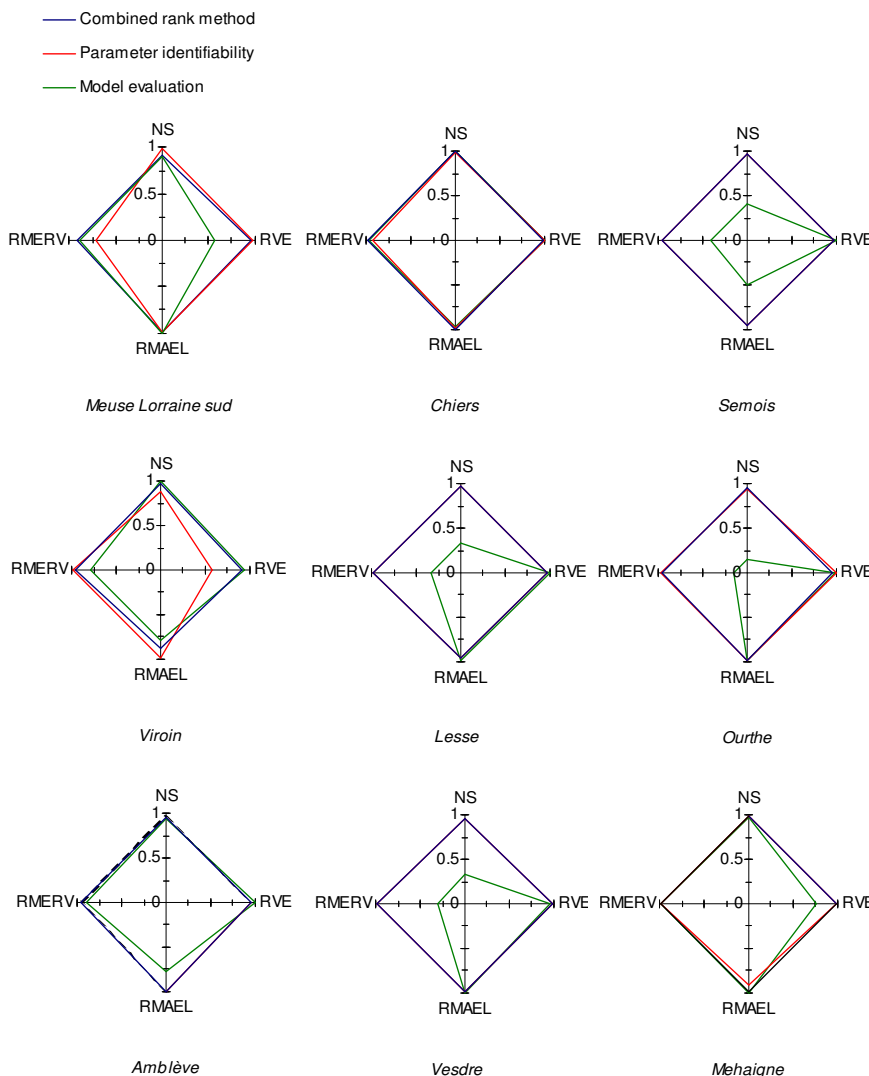 Combined rank method
Parameter identifiability
Model evaluation
NS
1
0.5
RMERV
0
RVE
RMAEL
Meuse Lorraine sud
NS
1
0.5
RMERV
0
RVE
RMAEL
Chiers
NS
1
0.5
RMERV
0
RVE
RMAEL
Semois
NS
1
0.5
RMERV
0
RVE
RMAEL
Viroin
NS
1
0.5
RMERV
0
RVE
RMAEL
Lesse
NS
1
0.5
RMERV
0
RVE
RMAEL
Ourthe
NS
1
0.5
RMERV
0
RVE
RMAEL
Amblève
NS
1
0.5
RMERV
0
RVE
RMAEL
Vesdre
NS
1
0.5
RMERV
0
RVE
RMAEL
Mehaigne